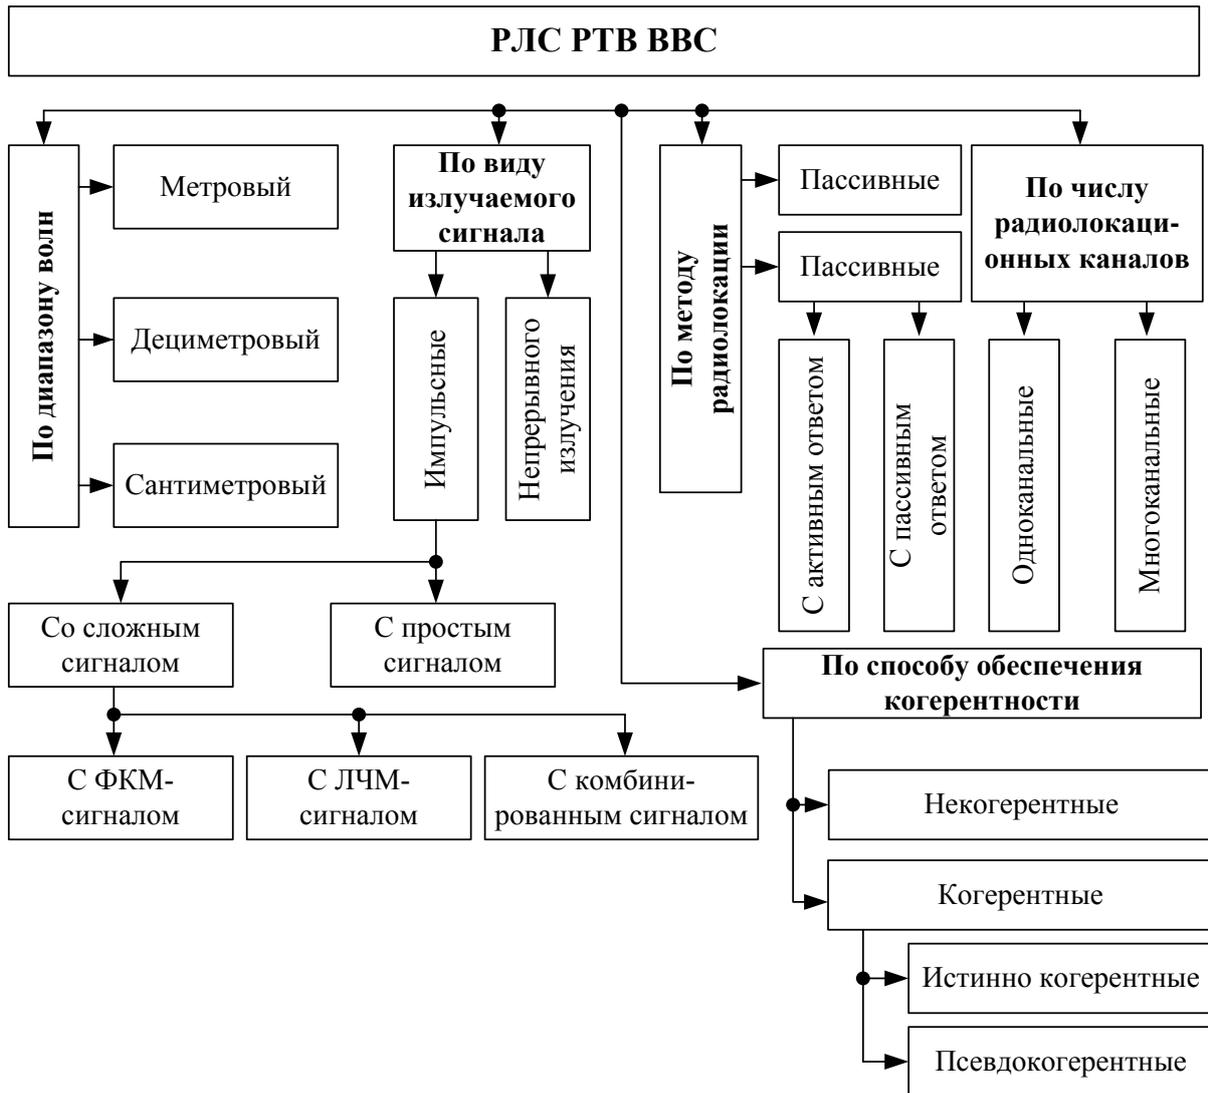 РЛС РТВ ВВС
По диапазону волн
Метровый
Дециметровый
Сантиметровый
По виду
излучаемого
сигнала
Импульсные
Непрерывного
излучения
По методу
радиолокации
Пассивные
Пассивные
С активным ответом
С пассивным
ответом
По числу
радиолокаци-
онных каналов
Одноканальные
Многоканальные
Со сложным
сигналом
С простым
сигналом
С ФКМ-
сигналом
С ЛЧМ-
сигналом
С комбини-
рованным сигналом
По способу обеспечения
когерентности
Некогерентные
Когерентные
Истинно когерентные
Псевдокогерентные